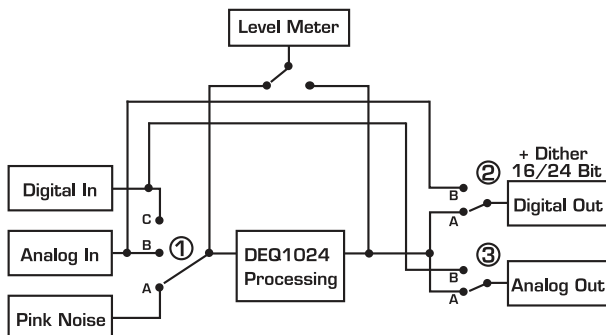 Level Meter
Digital In
Analog In
Pink Noise
C
B
A
①
DEQ1024
Processing
②
+ Dither
16/24 Bit
B
A
Digital Out
③
B
A
Analog Out